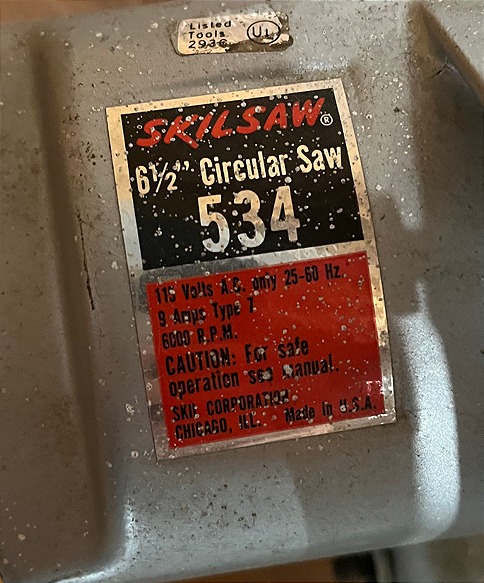 Listed
Tools
293G
UL
SKILSAW®
6½" Circular Saw
534
115 Volts A.C. only 25-60 Hz.
9 Amps Type 7
6000 R.P.M.
CAUTION: For safe
operation see manual.
SKIL CORPORATION
CHICAGO, ILL. Made in U.S.A.